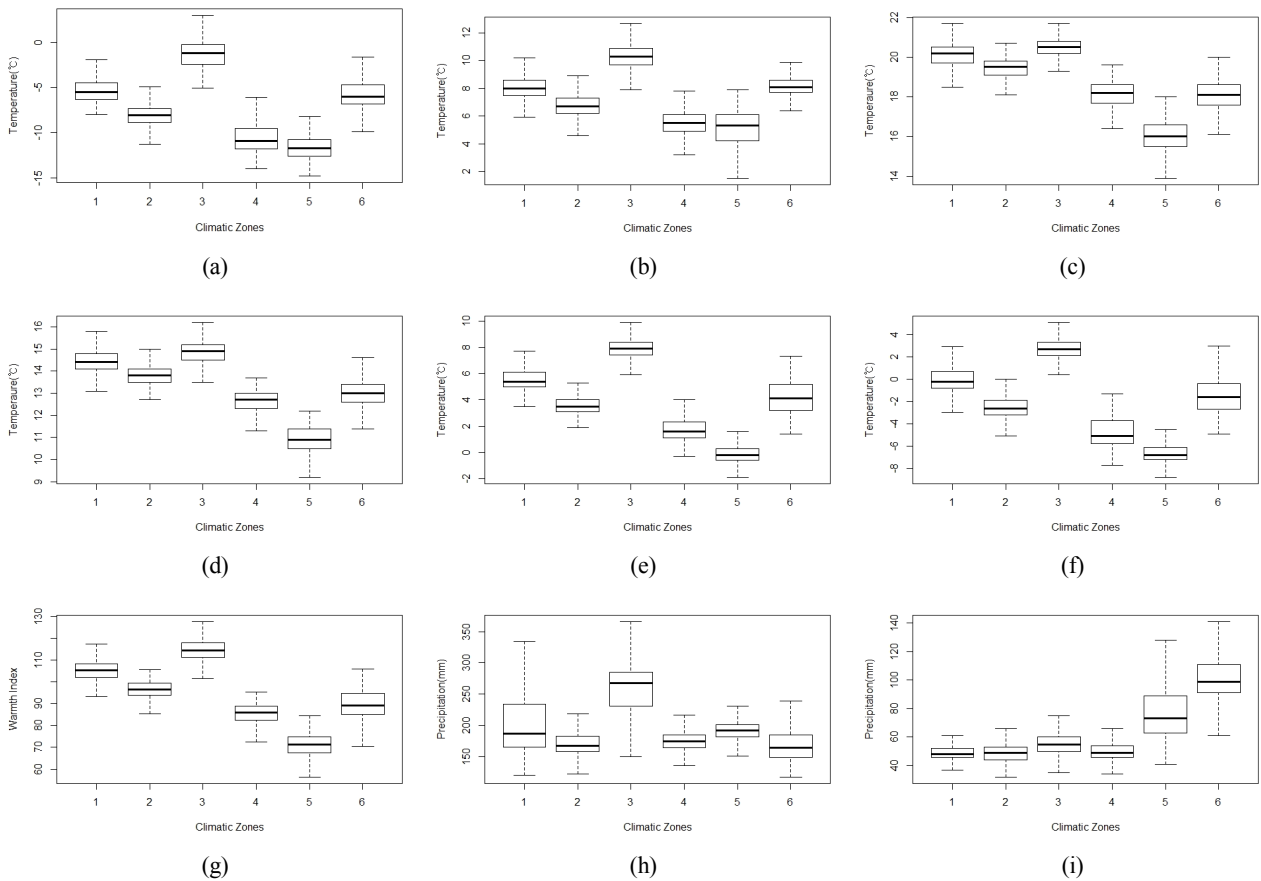 Temperature(℃)
0
-5
-10
-15
1 2 3 4 5 6
Climatic Zones
(a)
Temperature(℃)
12
10
8
6
4
2
1 2 3 4 5 6
Climatic Zones
(b)
Temperaure(℃)
22
20
18
16
14
1 2 3 4 5 6
Climatic Zones
(c)
Temperaure(℃)
16
15
14
13
12
11
10
9
1 2 3 4 5 6
Climatic Zones
(d)
Temperature(℃)
10
8
6
4
2
0
-2
1 2 3 4 5 6
Climatic Zones
(e)
Temperature(℃)
4
2
0
-2
-4
-6
-8
1 2 3 4 5 6
Climatic Zones
(f)
Warmth Index
130
110
90
70
60
1 2 3 4 5 6
Climatic Zones
(g)
Precipitation(mm)
350
300
250
200
150
1 2 3 4 5 6
Climatic Zones
(h)
Precipitation(mm)
140
120
100
80
60
40
1 2 3 4 5 6
Climatic Zones
(i)